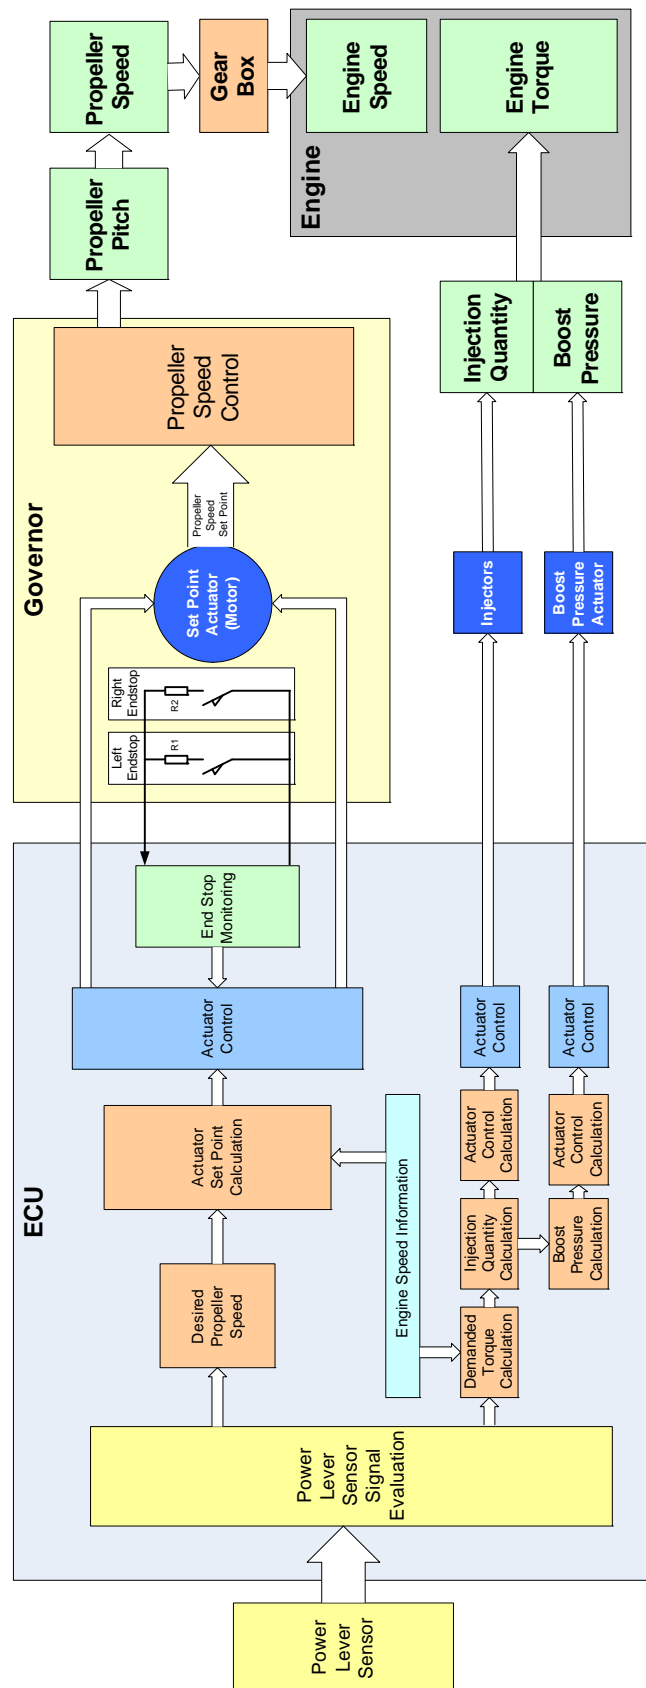 Power
Lever
Sensor
ECU
Power
Lever
Sensor
Signal
Evaluation
Desired
Propeller
Speed
Actuator
Set Point
Calculation
Actuator
Control
End Stop
Monitoring
Engine Speed Information
Demanded
Torque
Calculation
Injection
Quantity
Calculation
Actuator
Control
Calculation
Actuator
Control
Boost
Pressure
Calculation
Actuator
Control
Calculation
Actuator
Control
Governor
Left
Endstop
R1
Right
Endstop
R2
Set Point
Actuator
(Motor)
Propeller
Speed
Set Point
Propeller
Speed
Control
Injectors
Boost
Pressure
Actuator
Propeller
Pitch
Propeller
Speed
Gear
Box
Injection
Quantity
Boost
Pressure
Engine
Engine
Speed
Engine
Torque